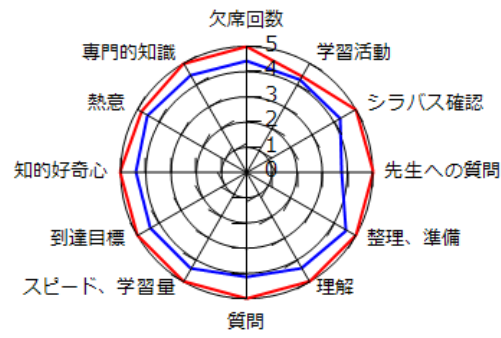 欠席回数
学習活動
シラバス確認
先生への質問
整理、準備
理解
質問
スピード、学習量
到達目標
知的好奇心
熱意
専門的知識
5
4
3
2
1
0